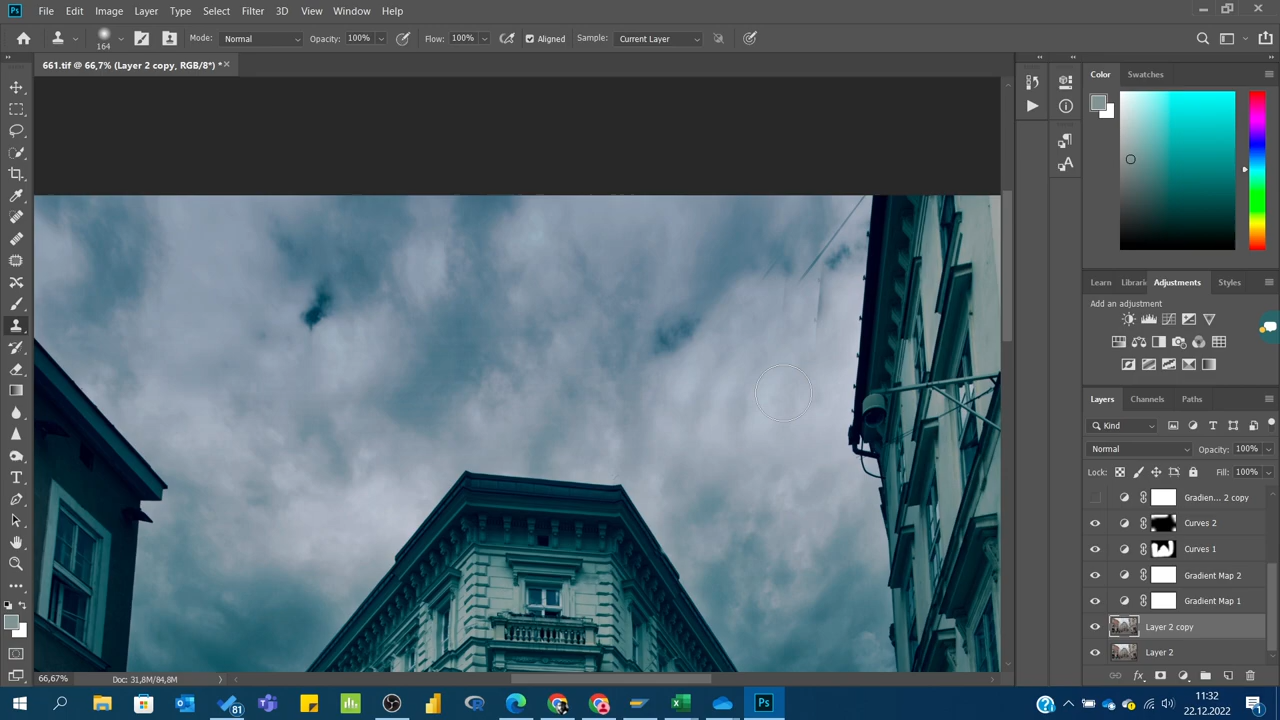 Ps File Edit Image Layer Type Select Filter 3D View Window Help
164 Mode: Normal Opacity: 100% Flow: 100% Aligned Sample: Current Layer
661.tif @ 66,7% (Layer 2 copy, RGB/8*) *
Color Swatches
Learn Librari Adjustments Styles
Add an adjustment
Layers Channels Paths
Kind
Normal Opacity: 100%
Lock: Fill: 100%
Gradien... 2 copy
Curves 2
Curves 1
Gradient Map 2
Gradient Map 1
Layer 2 copy
Layer 2
66,67% Doc: 31,8M/84,8M
81 Ps 11:32
22.12.2022
1